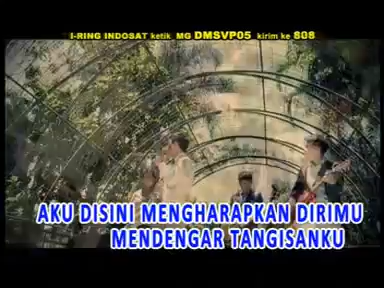 I-RING INDOSAT ketik MG DMSVP05 kirim ke 808
AKU DISINI MENGHARAPKAN DIRIMU
MENDENGAR TANGISANKU